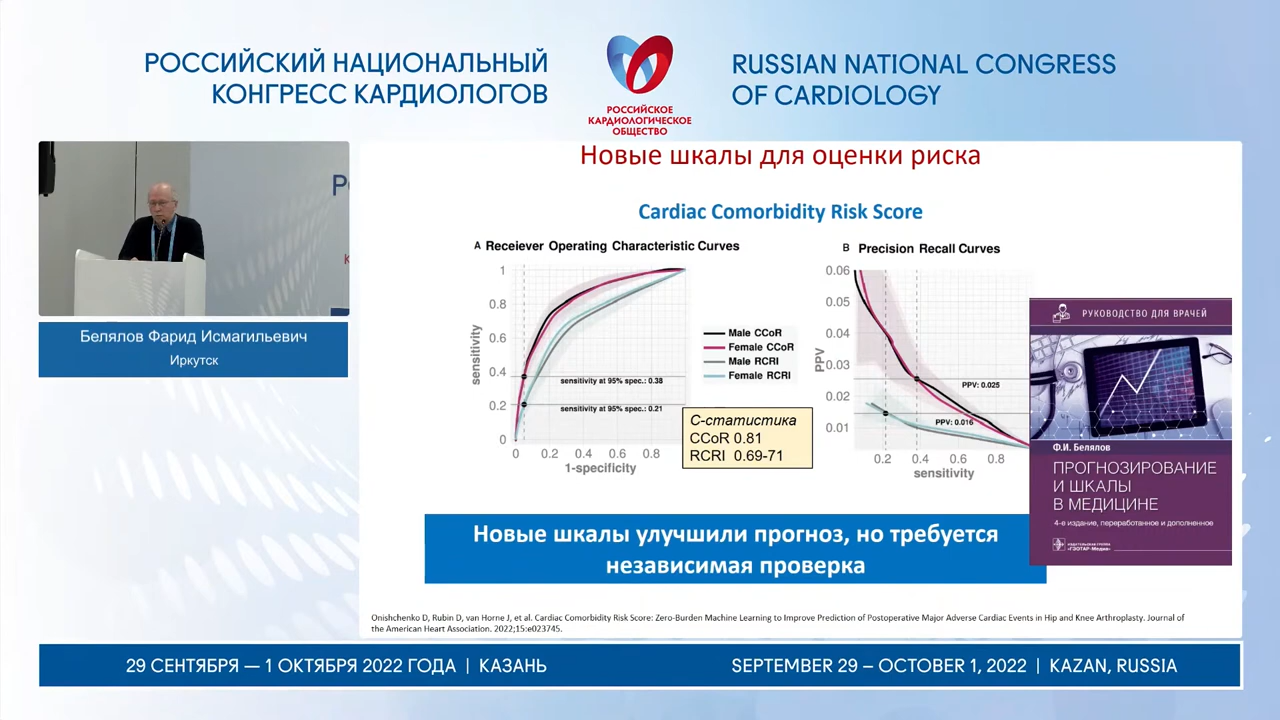 РОССИЙСКИЙ НАЦИОНАЛЬНЫЙ
КОНГРЕСС КАРДИОЛОГОВ
РОССИЙСКОЕ
КАРДИОЛОГИЧЕСКОЕ
ОБЩЕСТВО
RUSSIAN NATIONAL CONGRESS
OF CARDIOLOGY
Белялов Фарид Исмагильевич
Иркутск
Новые шкалы для оценки риска
Cardiac Comorbidity Risk Score
A Receiever Operating Characteristic Curves
sensitivity
1
0.8
0.6
0.4
0.2
0
sensitivity at 95% spec.: 0.38
sensitivity at 95% spec.: 0.21
0 0.2 0.4 0.6 0.8
1-specificity
Male CCoR
Female CCoR
Male RCRI
Female RCRI
С-статистика
CCoR 0.81
RCRI 0.69-71
B Precision Recall Curves
PPV
0.06
0.05
0.04
0.03
0.02
0.01
PPV: 0.025
PPV: 0.016
0.2 0.4 0.6 0.8
sensitivity
РУКОВОДСТВО ДЛЯ ВРАЧЕЙ
Ф.И. Белялов
ПРОГНОЗИРОВАНИЕ
И ШКАЛЫ
В МЕДИЦИНЕ
4-е издание, переработанное и дополненное
ИЗДАТЕЛЬСКАЯ ГРУППА
«ГЭОТАР-Медиа»
Новые шкалы улучшили прогноз, но требуется
независимая проверка
Onishchenko D, Rubin D, van Horne J, et al. Cardiac Comorbidity Risk Score: Zero-Burden Machine Learning to Improve Prediction of Postoperative Major Adverse Cardiac Events in Hip and Knee Arthroplasty. Journal of
the American Heart Association. 2022;15:e023745.
29 СЕНТЯБРЯ — 1 ОКТЯБРЯ 2022 ГОДА | КАЗАНЬ
SEPTEMBER 29 – OCTOBER 1, 2022 | KAZAN, RUSSIA